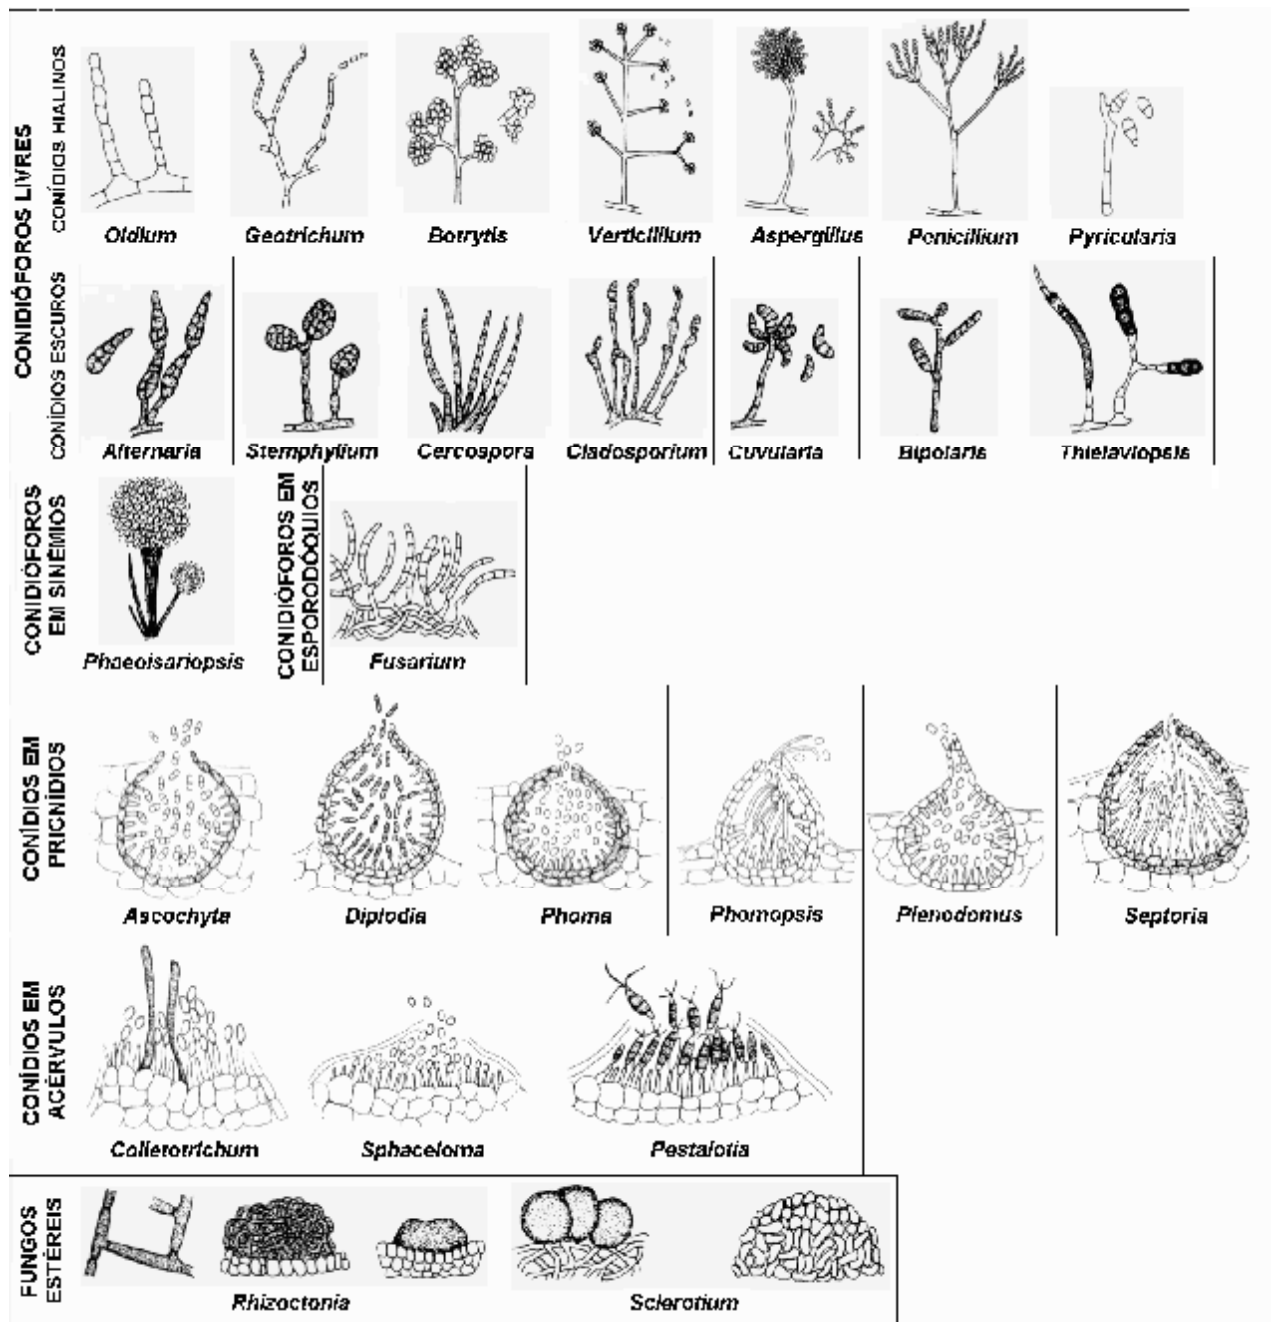 CONIDIÓFOROS LIVRES
CONÍDIOS HIALINOS
Oidium Geotrichum Botrytis Verticillium Aspergillus Penicillium Pyricularia
CONÍDIOS ESCUROS
Alternaria Stemphylium Cercospora Cladosporium Cuvularia Bipolaris Thielaviopsis
CONIDIÓFOROS
EM SINÊMIOS
Phaeoisariopsis
CONIDIÓFOROS EM
ESPORODÓQUIOS
Fusarium
CONÍDIOS EM
PRICNÍDIOS
Ascochyta Diplodia Phoma Phomopsis Plenodomus Septoria
CONÍDIOS EM
ACÉRVULOS
Colletotrichum Sphaceloma Pestalotia
FUNGOS
ESTÉREIS
Rhizoctonia Sclerotium